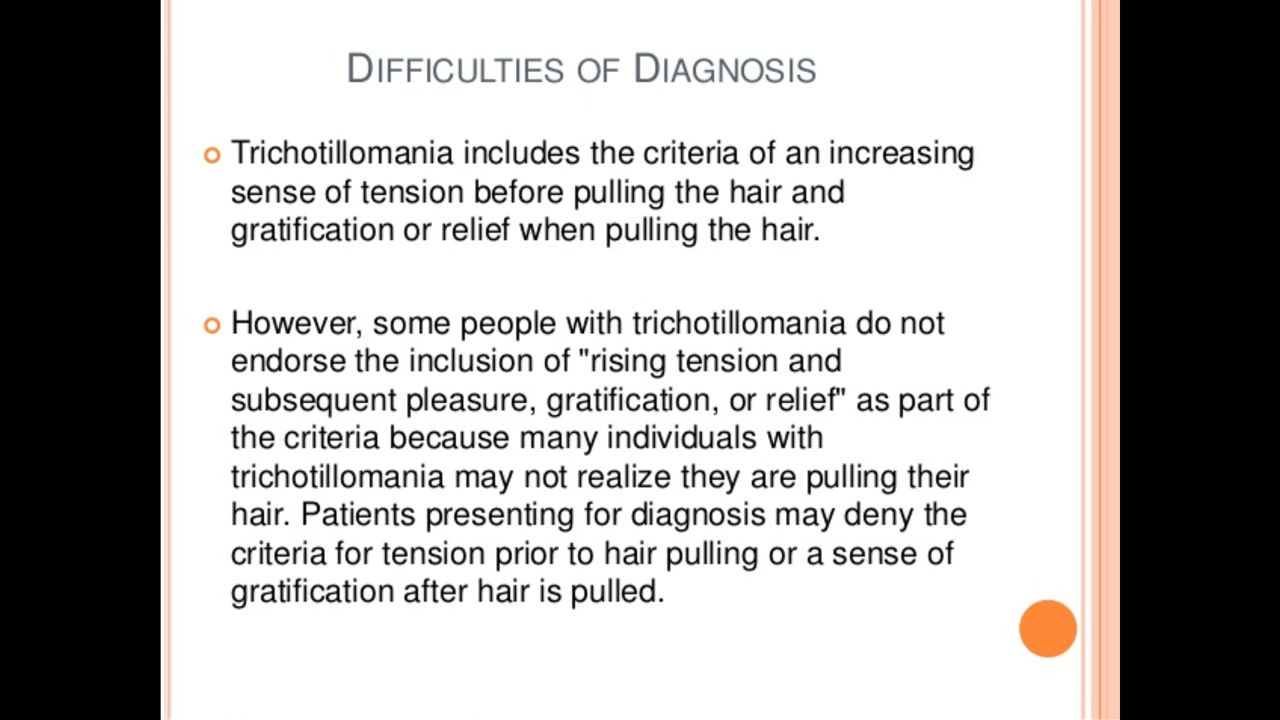 DIFFICULTIES OF DIAGNOSIS
Trichotillomania includes the criteria of an increasing
sense of tension before pulling the hair and
gratification or relief when pulling the hair.
However, some people with trichotillomania do not
endorse the inclusion of "rising tension and
subsequent pleasure, gratification, or relief" as part of
the criteria because many individuals with
trichotillomania may not realize they are pulling their
hair. Patients presenting for diagnosis may deny the
criteria for tension prior to hair pulling or a sense of
gratification after hair is pulled.